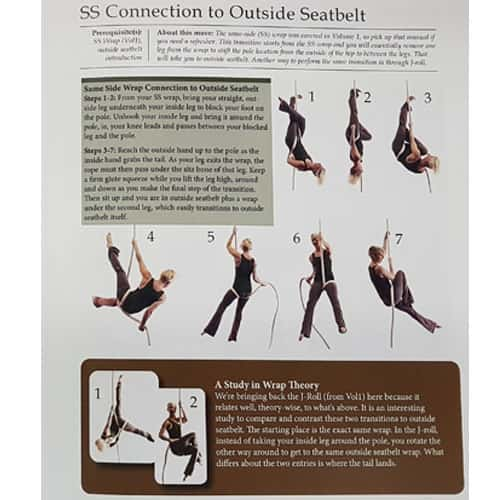 SS Connection to Outside Seatbelt
Prerequisite(s):
SS Wrap (Vol1),
outside seatbelt
introduction
About this move: The same-side (SS) wrap was covered in Volume 1, so pick up that manual if
you need a refresher. This transition starts from the SS wrap and you will essentially remove one
leg from the wrap to shift the pole location from the outside of the hip to between the legs. That
will take you to outside seatbelt. Another way to perform the same transition is through J-roll.
Same Side Wrap Connection to Outside Seatbelt
Steps 1-2: From your SS wrap, bring your straight, out-
side leg underneath your inside leg to block your foot on
the pole. Unhook your inside leg and bring it around the
pole, ie, your knee leads and passes between your blocked
leg and the pole.
Steps 3-7: Reach the outside hand up to the pole as the
inside hand grabs the tail. As your leg exits the wrap, the
rope must then pass under the sits bone of that leg. Keep
a firm glute squeeze while you lift the leg high, around
and down as you make the final step of the transition.
Then sit up and you are in outside seatbelt plus a wrap
under the second leg, which easily transitions to outside
seatbelt itself.
1
2
3
4
5
6
7
1
2
A Study in Wrap Theory
We're bringing back the J-Roll (from Vol1) here because it
relates well, theory-wise, to what's above. It is an interesting
study to compare and contrast these two transitions to outside
seatbelt. The starting place is the exact same wrap. In the J-roll,
instead of taking your inside leg around the pole, you rotate the
other way around to get to the same outside seatbelt wrap. What
differs about the two entries is where the tail lands.